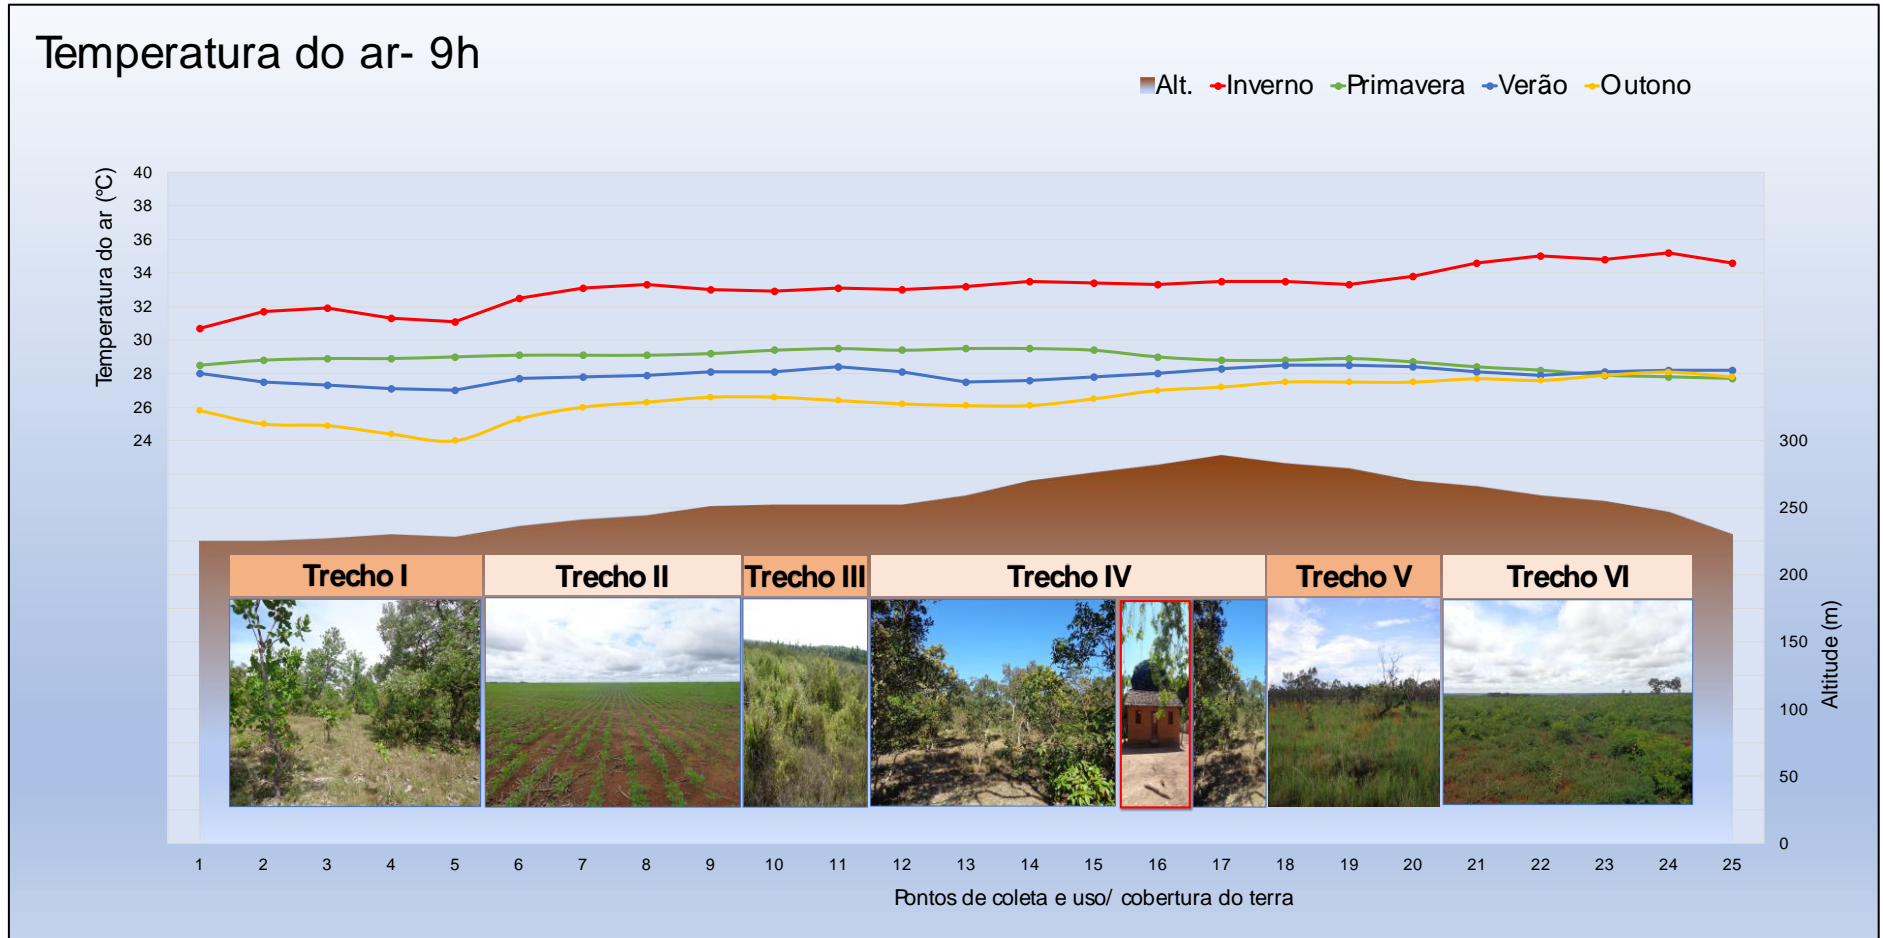 Temperatura do ar- 9h
Alt. Inverno Primavera Verão Outono
Temperatura do ar (°C)
40
38
36
34
32
30
28
26
24
300
250
200
150
100
50
0
Altitude (m)
Trecho I Trecho II Trecho III Trecho IV Trecho V Trecho VI
1 2 3 4 5 6 7 8 9 10 11 12 13 14 15 16 17 18 19 20 21 22 23 24 25
Pontos de coleta e uso/ cobertura do terra